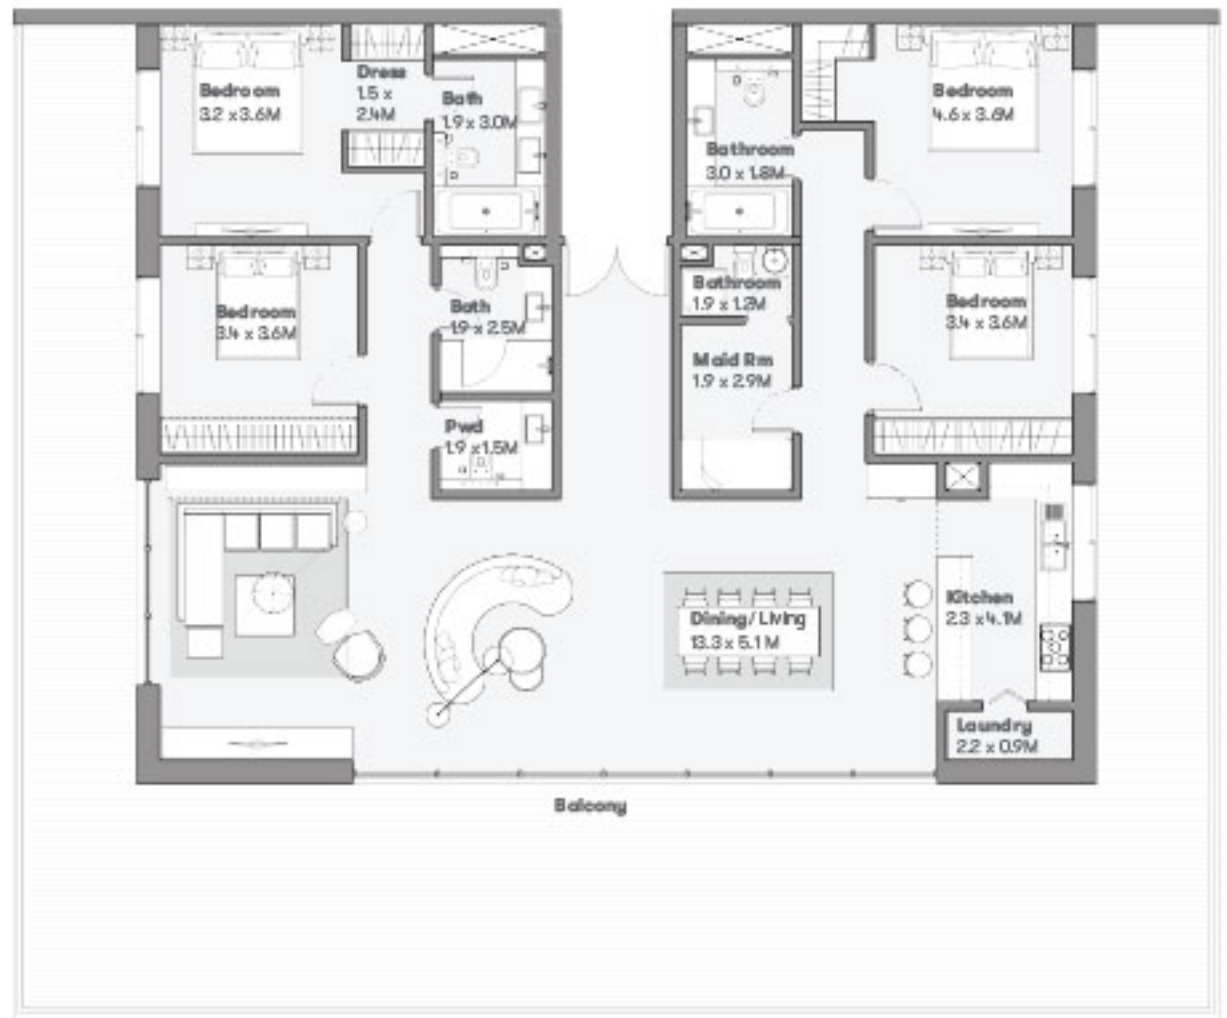 Bedroom
3.2 x 3.6M
Dress
1.5 x
2.4M
Bath
1.9 x 3.0M
Bathroom
3.0 x 1.8M
Bedroom
4.6 x 3.6M
Bedroom
3.4 x 3.6M
Bath
1.9 x 2.5M
Bathroom
1.9 x 1.2M
Bedroom
3.4 x 3.6M
Maid Rm
1.9 x 2.9M
Pwd
1.9 x 1.5M
Kitchen
2.3 x 4.1M
Dining/Living
13.3 x 5.1 M
Laundry
2.2 x 0.9M
Balcony